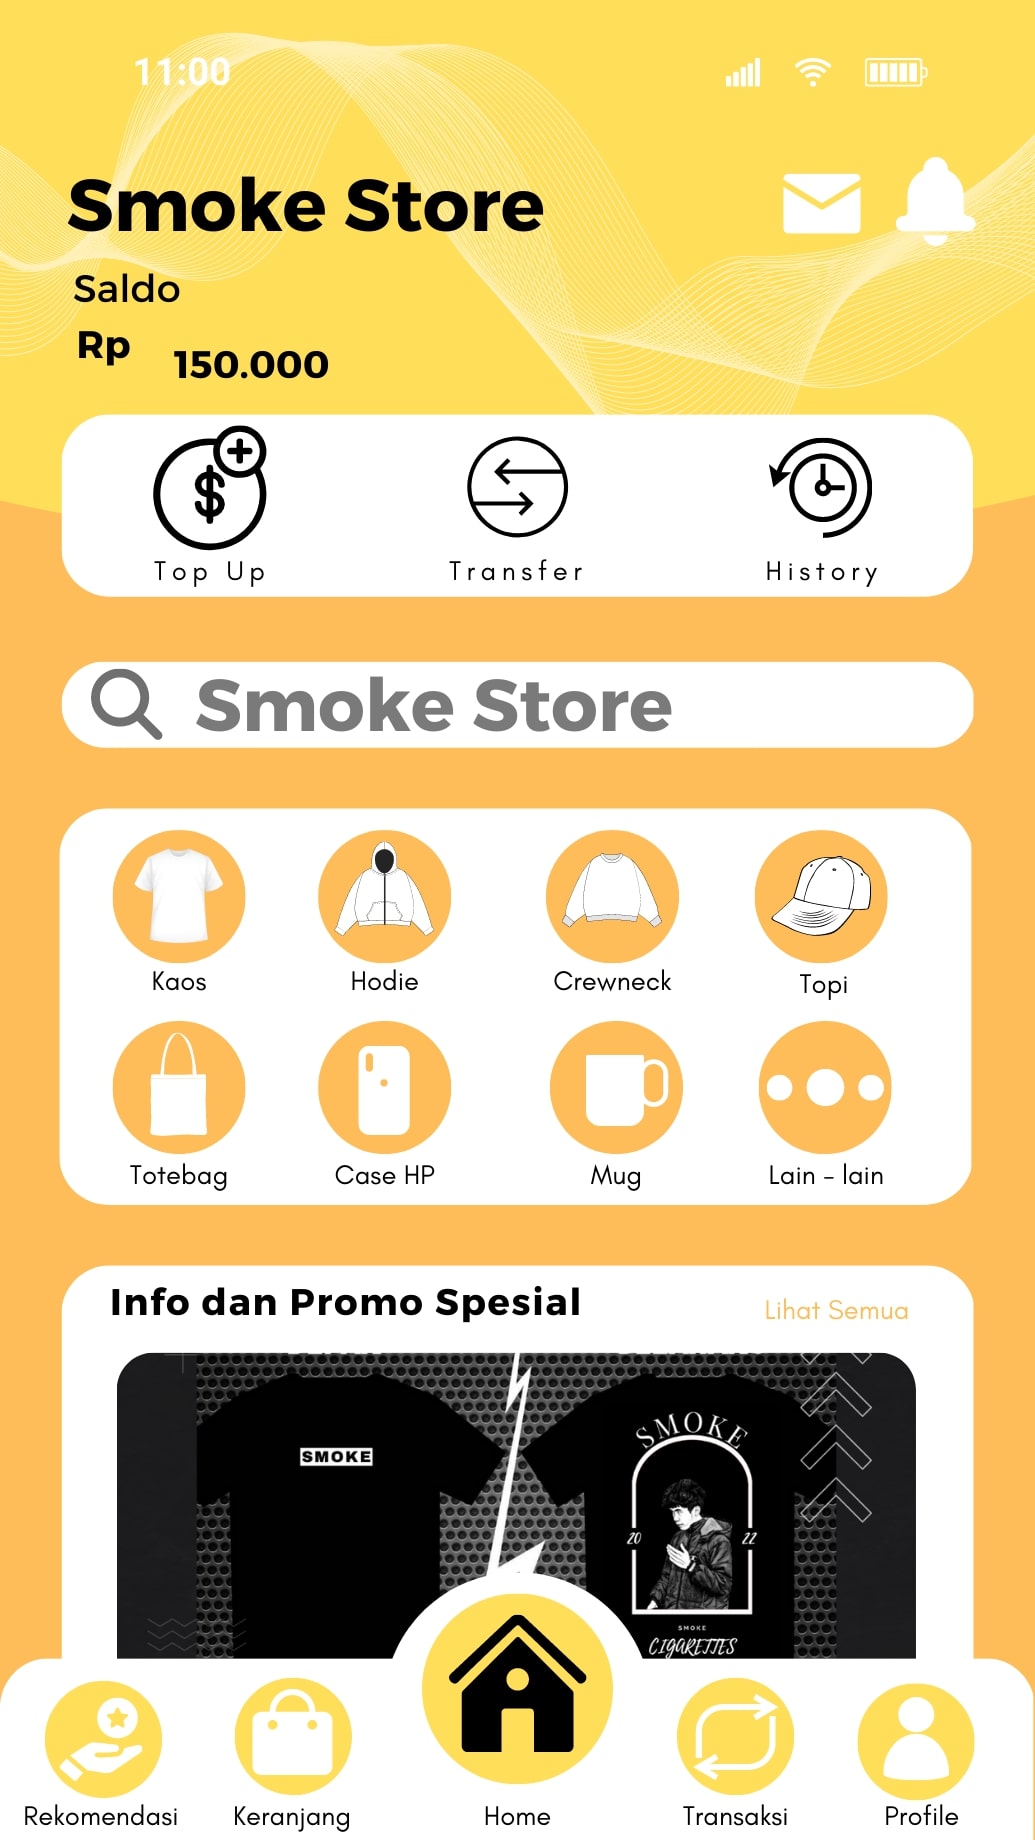 11:00
Smoke Store
Saldo
Rp 150.000
Top Up Transfer History
Smoke Store
Kaos Hodie Crewneck Topi
Totebag Case HP Mug Lain - lain
Info dan Promo Spesial Lihat Semua
SMOKE
SMOKE
20 22
SMOKE
CIGARETTES
Rekomendasi Keranjang Home Transaksi Profile